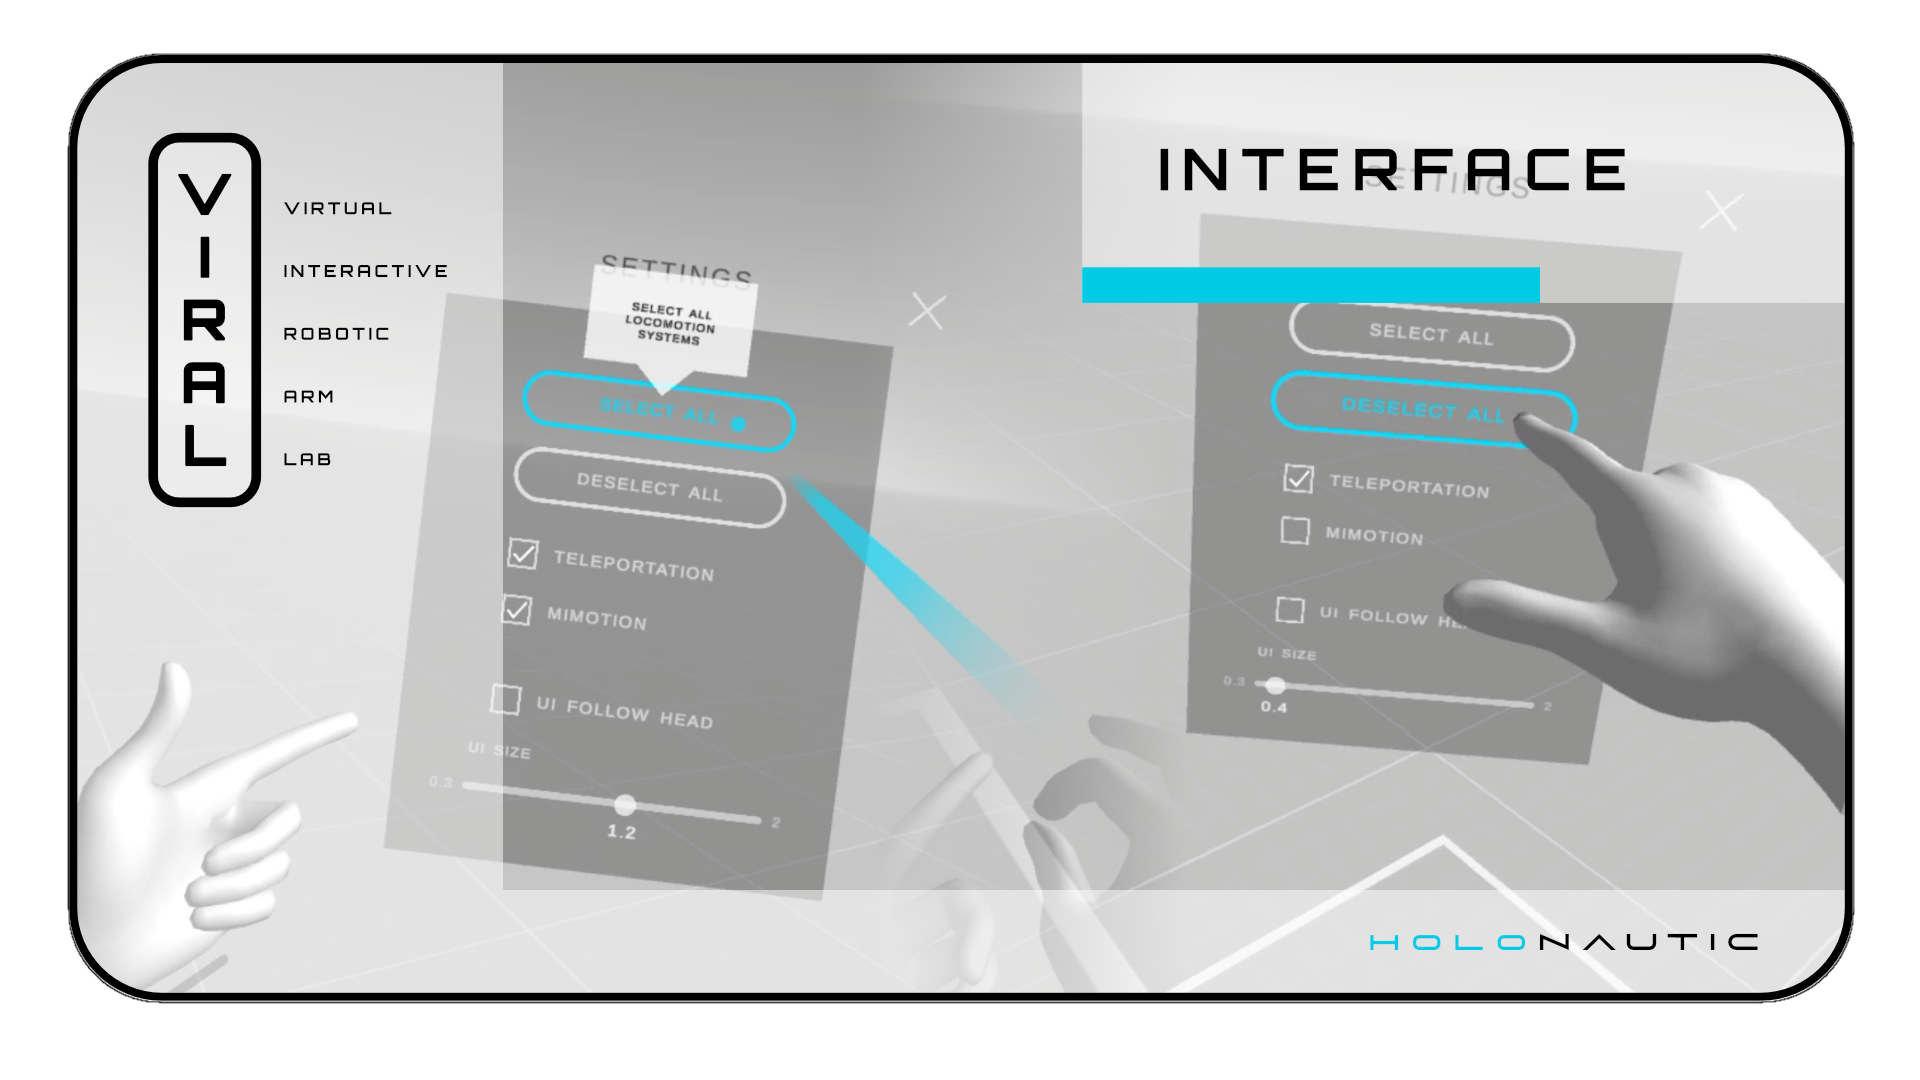 VIRAL
VIRTUAL
INTERACTIVE
ROBOTIC
ARM
LAB
INTERFACE
SETTINGS
SELECT ALL
LOCOMOTION
SYSTEMS
SELECT ALL
DESELECT ALL
TELEPORTATION
MIMOTION
UI FOLLOW HEAD
UI SIZE
0.3
2
1.2
SETTINGS
SELECT ALL
DESELECT ALL
TELEPORTATION
MIMOTION
UI FOLLOW HE
UI SIZE
0.3
2
0.4
HOLONAUTIC